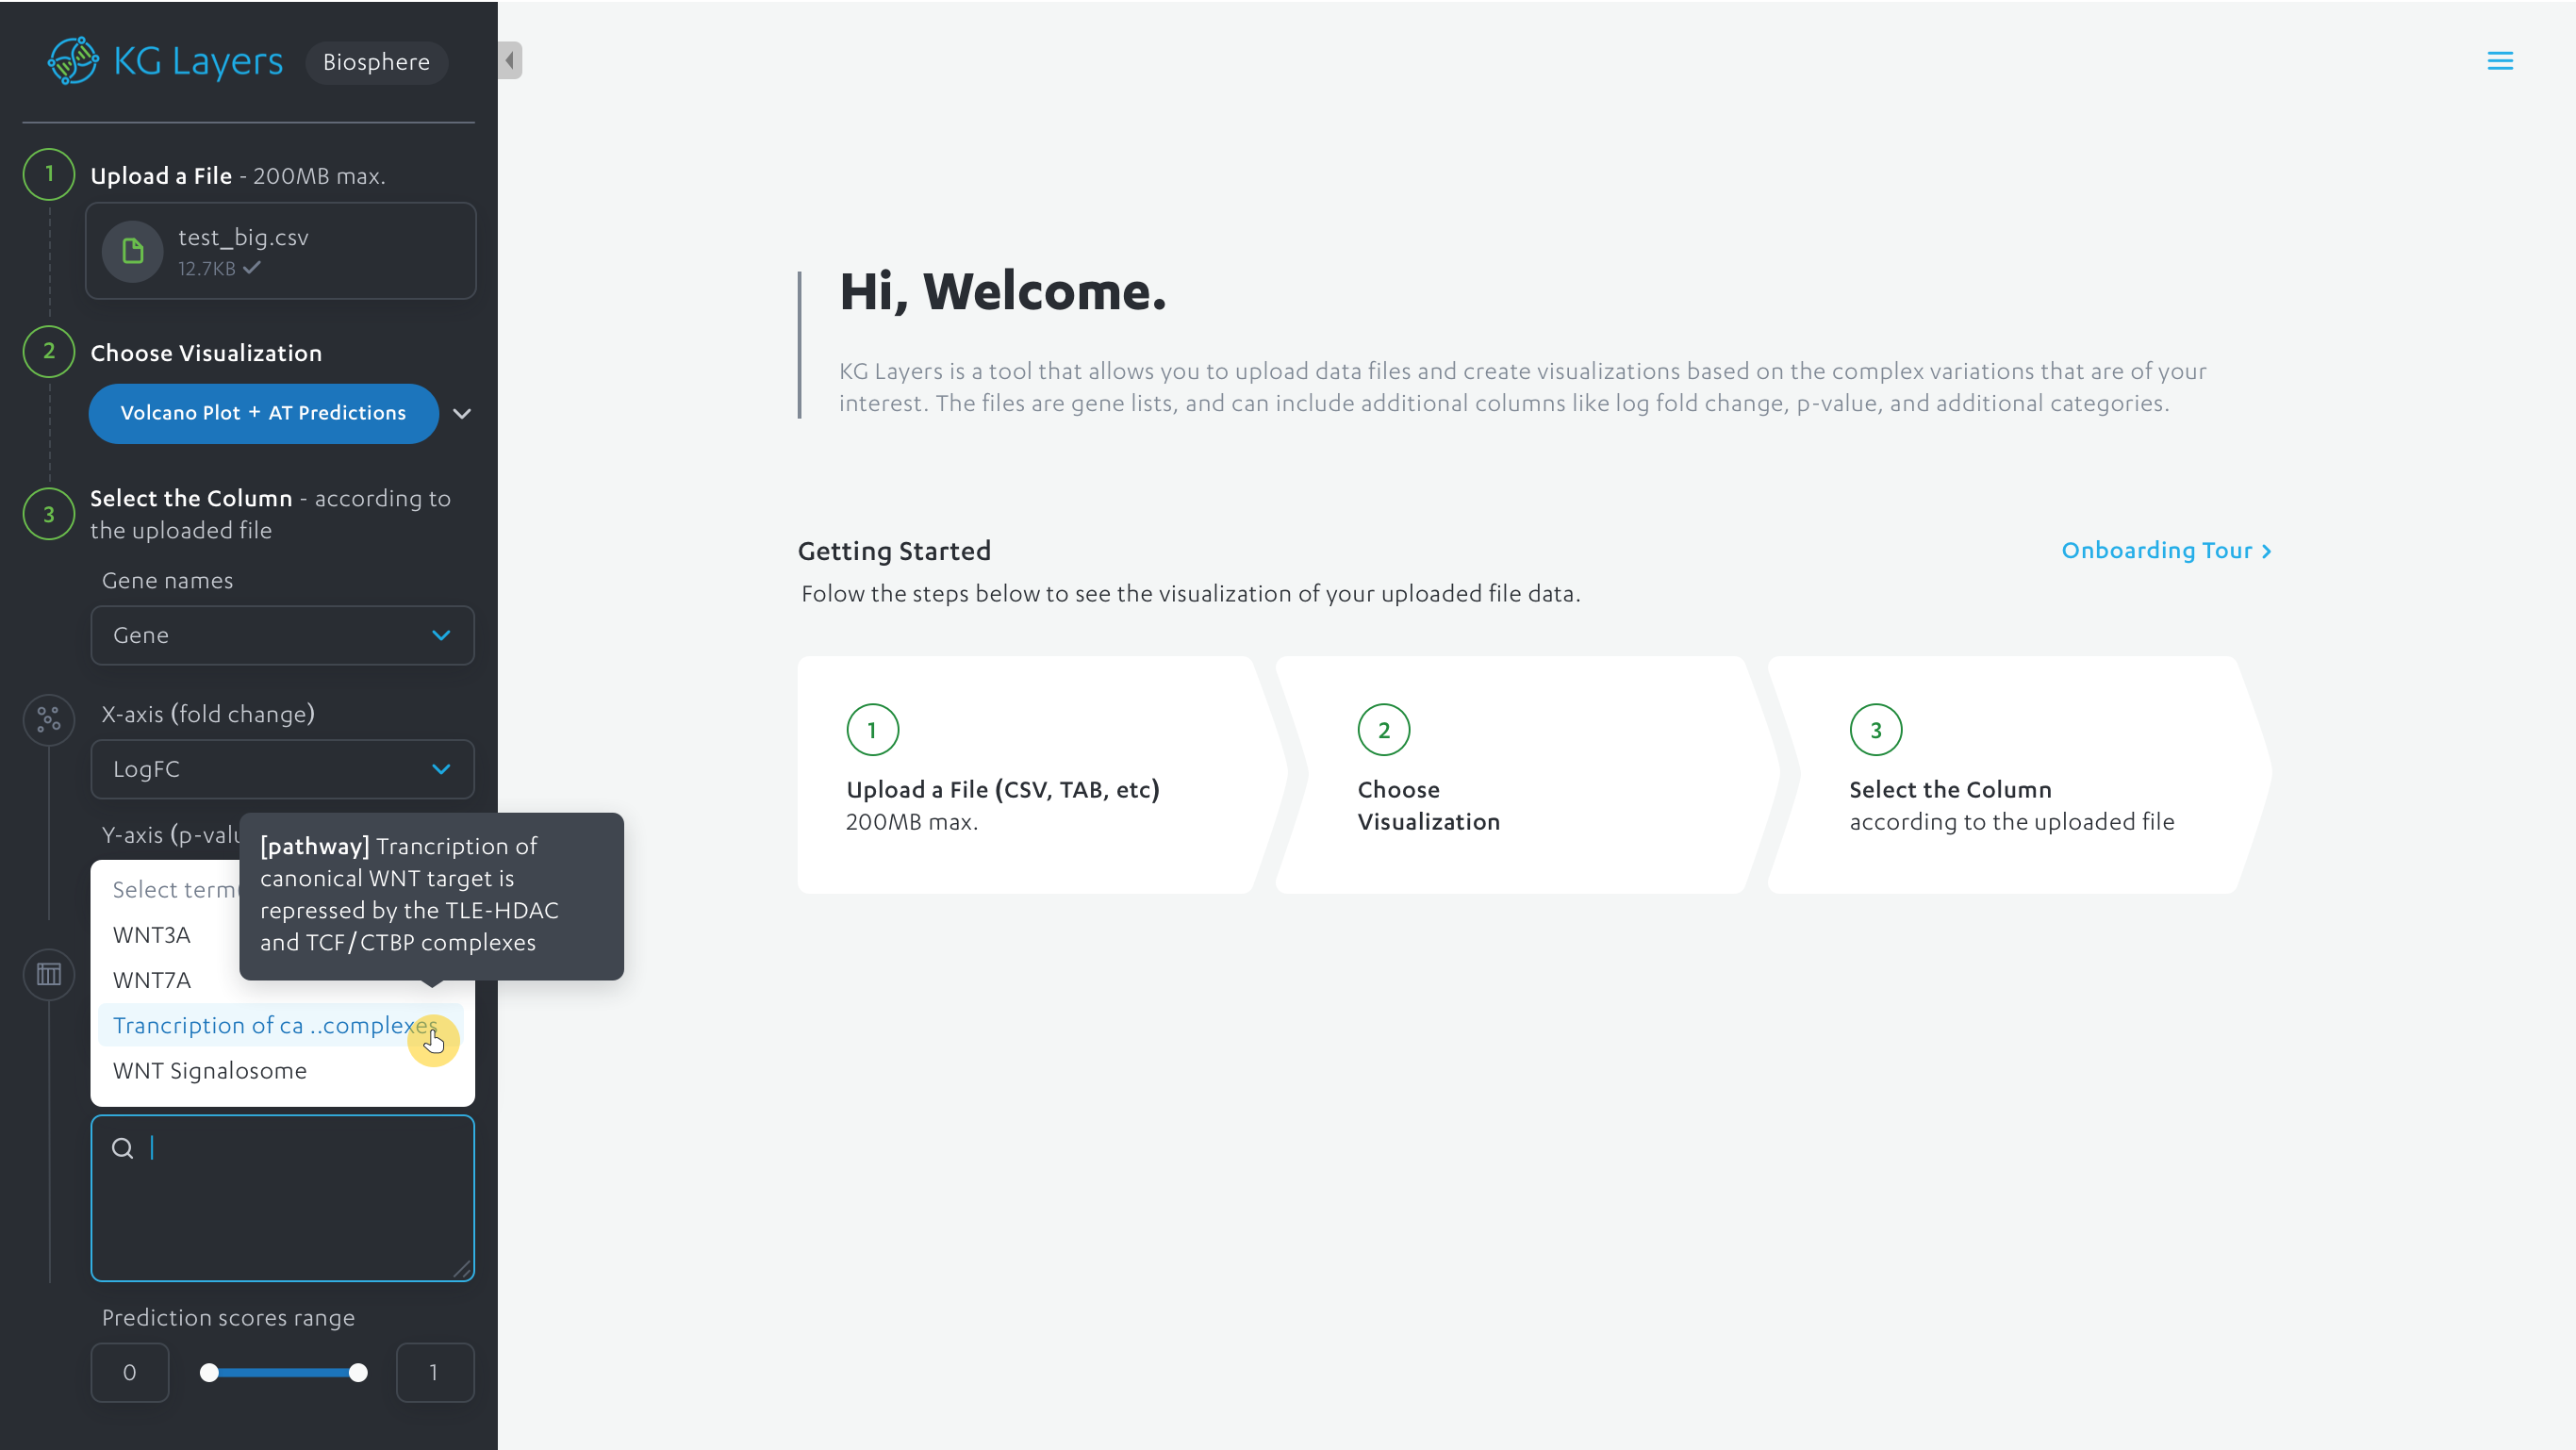 KG Layers Biosphere
1 Upload a File - 200MB max.
test_big.csv
12.7KB
2 Choose Visualization
Volcano Plot + AT Predictions
3 Select the Column - according to
the uploaded file
Gene names
Gene
X-axis (fold change)
LogFC
Y-axis
[pathway] Trancription of
canonical WNT target is
repressed by the TLE-HDAC
and TCF/CTBP complexes
Select
WNT3A
WNT7A
Trancription of ca ..complexes
WNT Signalosome
Prediction scores range
0
1
Hi, Welcome.
KG Layers is a tool that allows you to upload data files and create visualizations based on the complex variations that are of your
interest. The files are gene lists, and can include additional columns like log fold change, p-value, and additional categories.
Getting Started
Onboarding Tour
Folow the steps below to see the visualization of your uploaded file data.
1
Upload a File (CSV, TAB, etc)
200MB max.
2
Choose
Visualization
3
Select the Column
according to the uploaded file